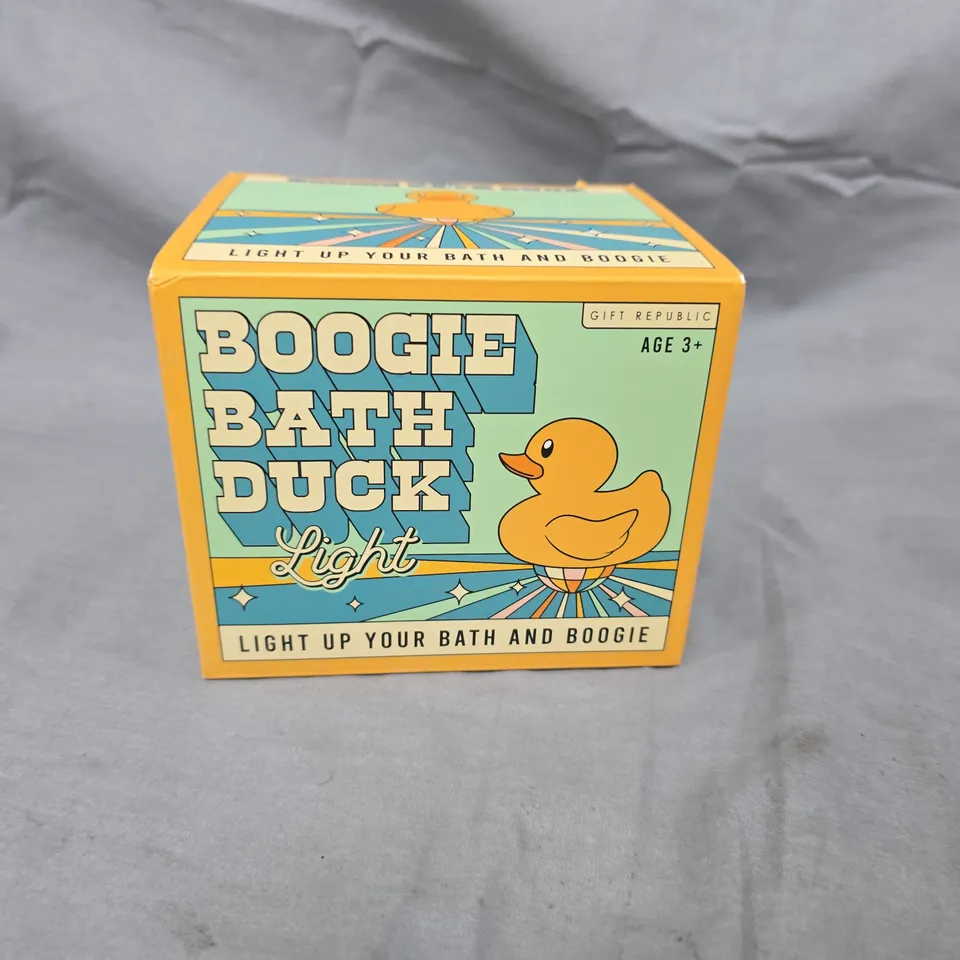 LIGHT UP YOUR BATH AND BOOGIE
GIFT REPUBLIC
AGE 3+
BOOGIE
BATH
DUCK
Light
LIGHT UP YOUR BATH AND BOOGIE